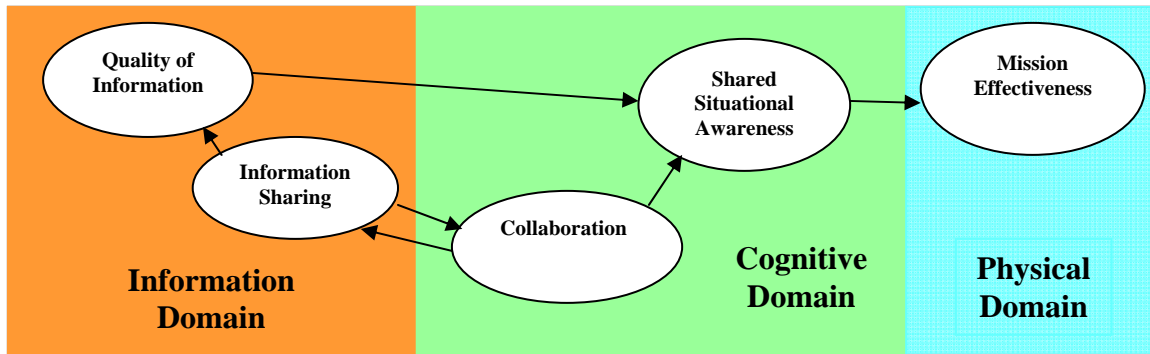 Quality of
Information
Shared
Situational
Awareness
Mission
Effectiveness
Information
Sharing
Collaboration
Information
Domain
Cognitive
Domain
Physical
Domain